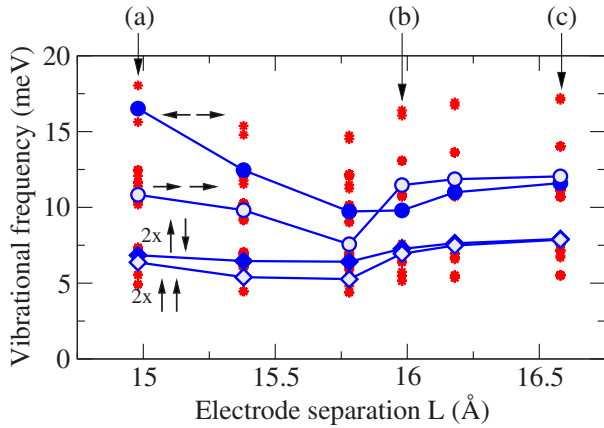 (a) (b) (c)
20
15
10
5
0
Vibrational frequency (meV)
2x
2x
15 15.5 16 16.5
Electrode separation L (Å)